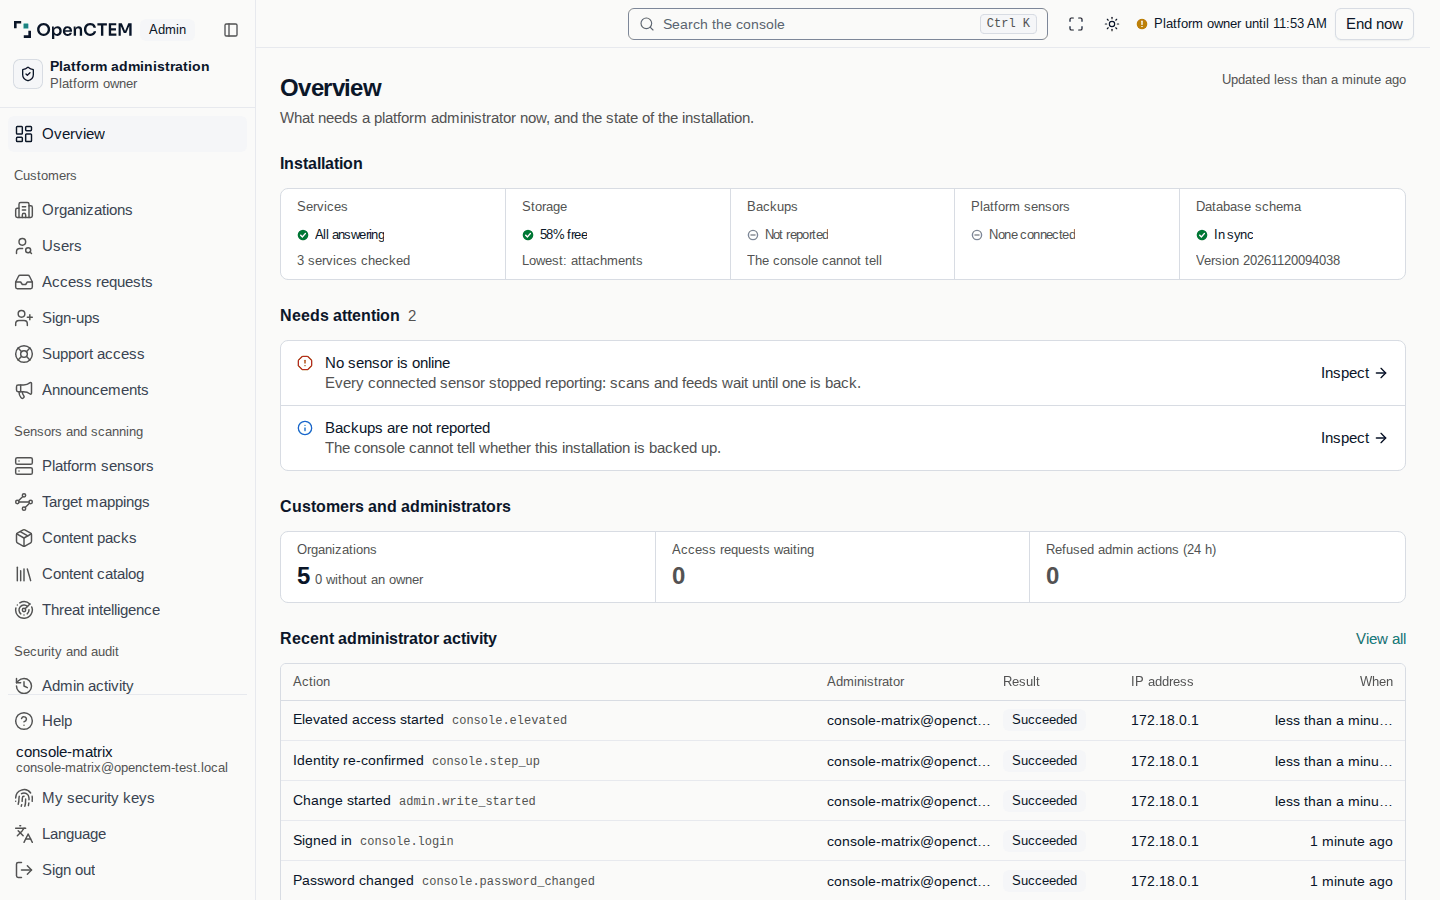 OpenCTEM Admin
Platform administration
Platform owner
Overview
Customers
Organizations
Users
Access requests
Sign-ups
Support access
Announcements
Sensors and scanning
Platform sensors
Target mappings
Content packs
Content catalog
Threat intelligence
Security and audit
Admin activity
Help
console-matrix
console-matrix@openctem-test.local
My security keys
Language
Sign out
Search the console Ctrl K
Platform owner until 11:53 AM End now
Overview
Updated less than a minute ago
What needs a platform administrator now, and the state of the installation.
Installation
Services Storage Backups Platform sensors Database schema
All answering 58% free Not reported None connected In sync
3 services checked Lowest: attachments The console cannot tell Version 20261120094038
Needs attention 2
No sensor is online
Every connected sensor stopped reporting: scans and feeds wait until one is back.
Inspect
Backups are not reported
The console cannot tell whether this installation is backed up.
Inspect
Customers and administrators
Organizations Access requests waiting Refused admin actions (24 h)
5 0 without an owner 0 0
Recent administrator activity View all
Action Administrator Result IP address When
Elevated access started console.elevated console-matrix@openct... Succeeded 172.18.0.1 less than a minu...
Identity re-confirmed console.step_up console-matrix@openct... Succeeded 172.18.0.1 less than a minu...
Change started admin.write_started console-matrix@openct... Succeeded 172.18.0.1 less than a minu...
Signed in console.login console-matrix@openct... Succeeded 172.18.0.1 1 minute ago
Password changed console.password_changed console-matrix@openct... Succeeded 172.18.0.1 1 minute ago